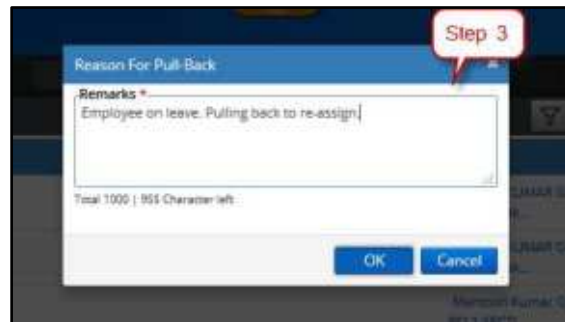 Step 3
Reason For Pull-Back
Remarks *
Employee on leave. Pulling back to re-assign.
Total 1000 | 955 Character left
OK
Cancel